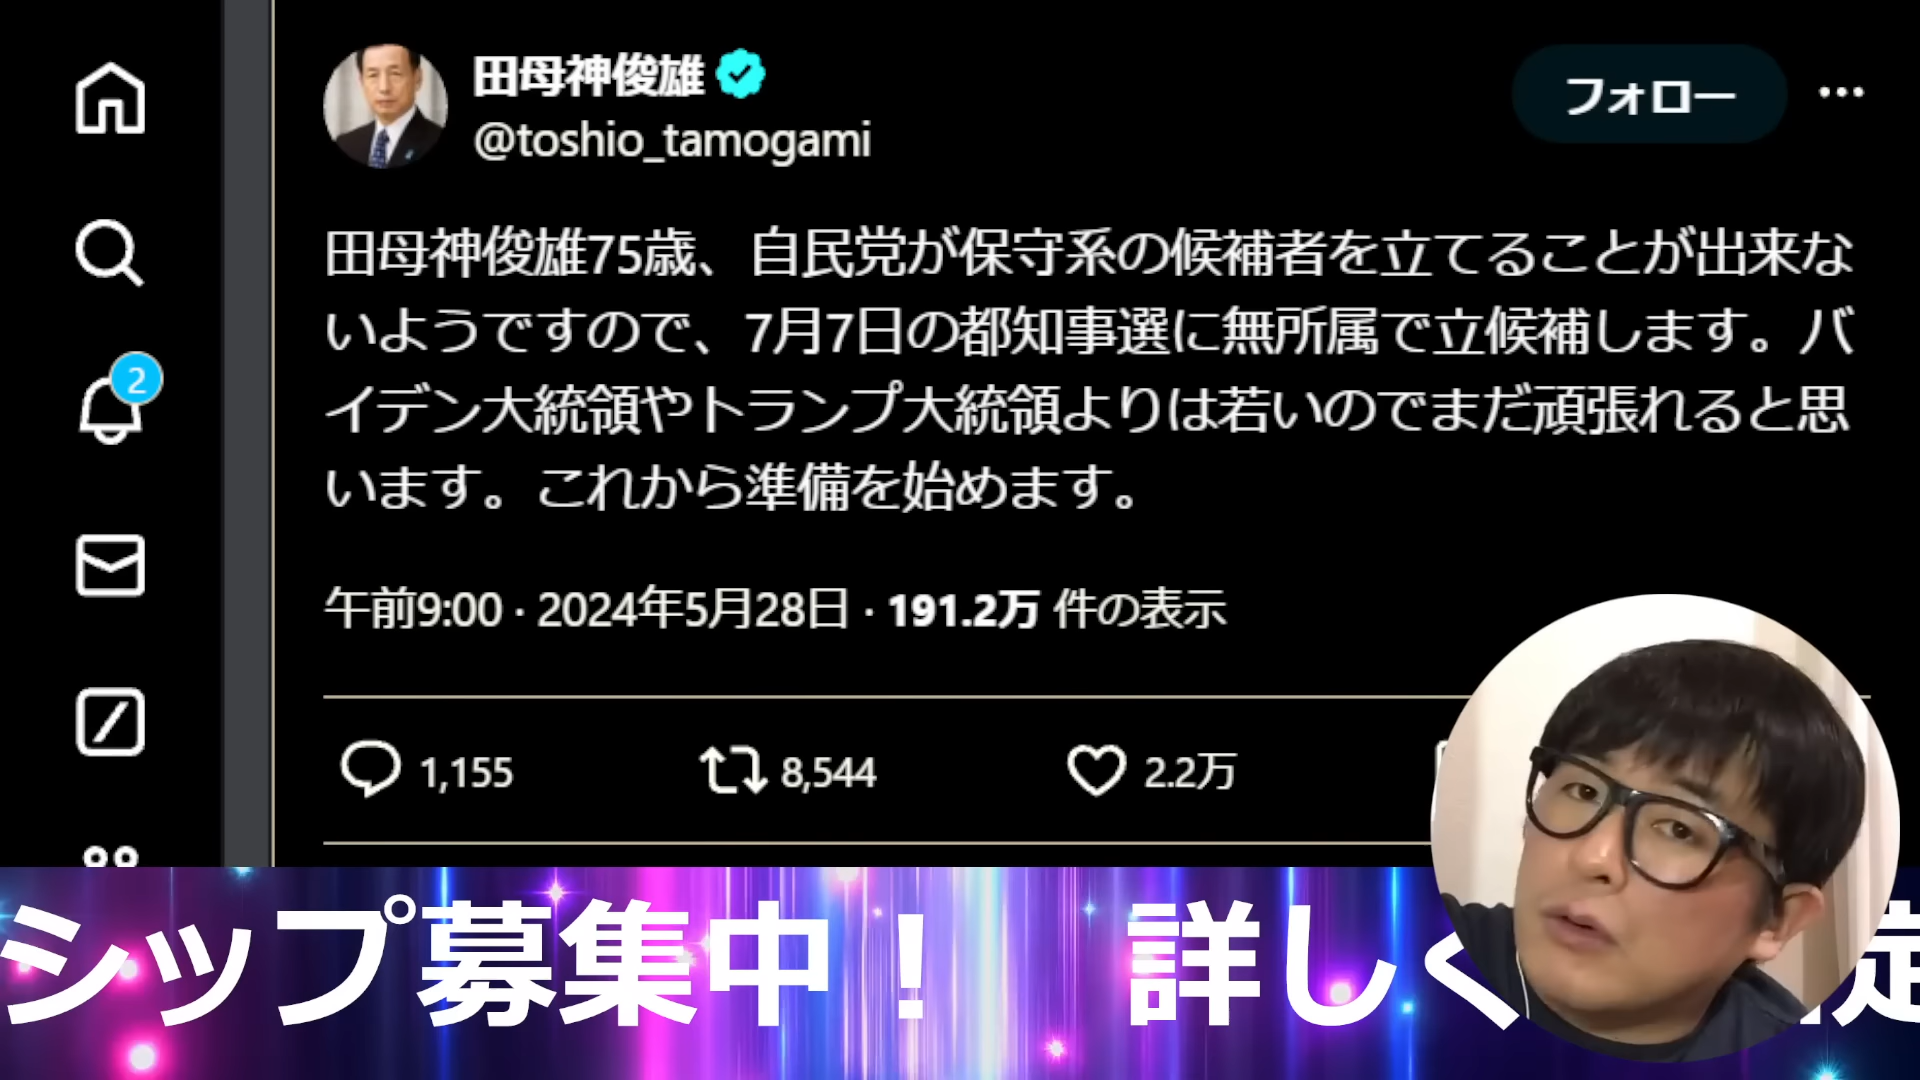 田母神俊雄
@toshio_tamogami
フォロー
田母神俊雄75歳、自民党が保守系の候補者を立てることが出来な
いようですので、7月7日の都知事選に無所属で立候補します。バ
イデン大統領やトランプ大統領よりは若いのでまだ頑張れると思
います。これから準備を始めます。
午前9:00 · 2024年5月28日 · 191.2万 件の表示
2
1,155
8,544
2.2万
シップ募集中！ 詳しく